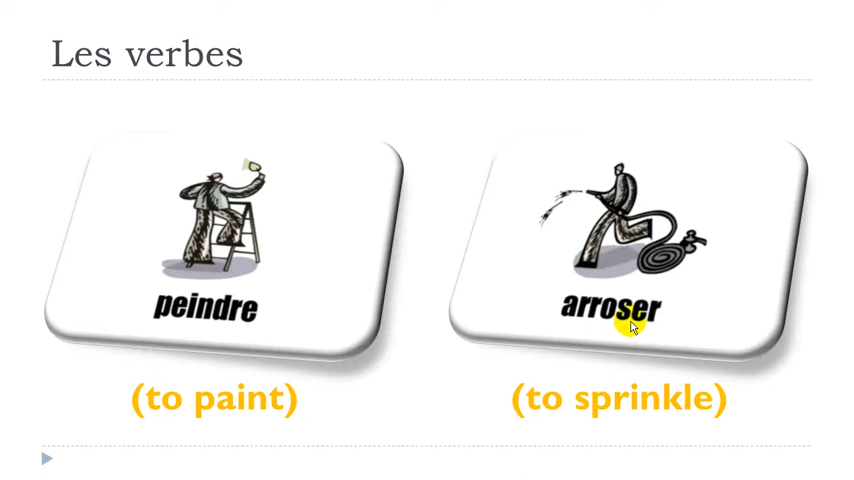 Les verbes
peindre
arroser
(to paint)
(to sprinkle)